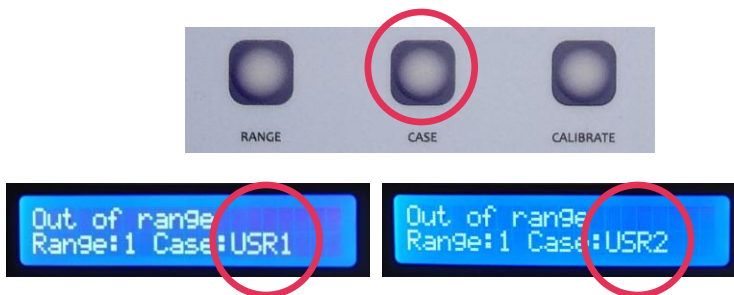 RANGE CASE CALIBRATE
Out of range
Range:1 Case:USR1
Out of range
Range:1 Case:USR2